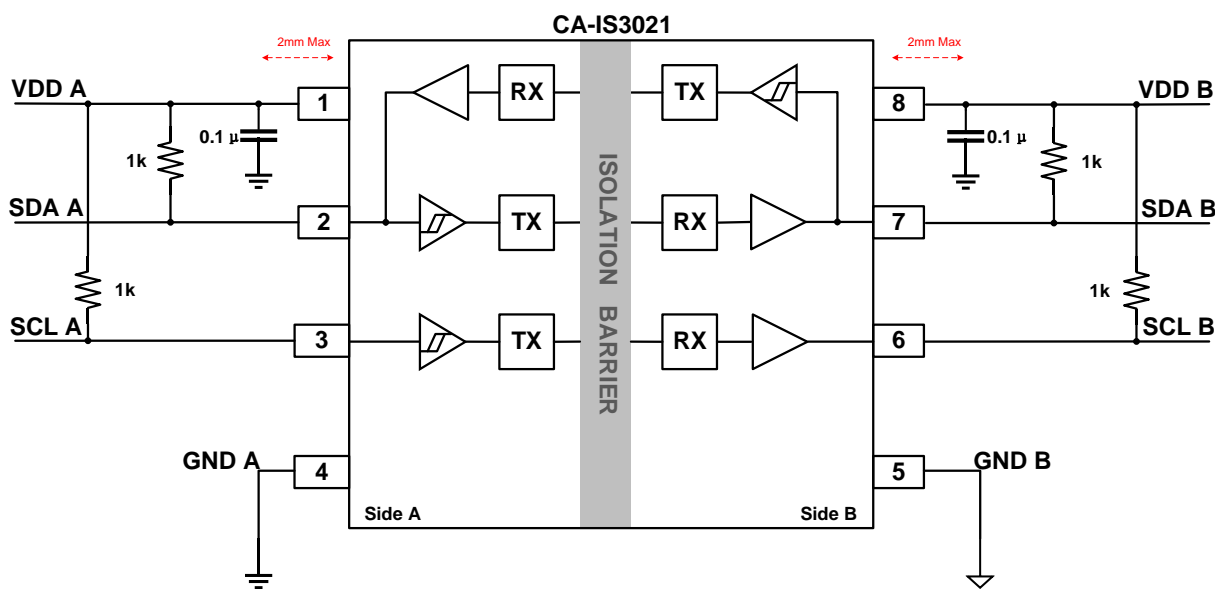 CA-IS3021
2mm Max
2mm Max
VDD A
1
RX
TX
8
VDD B
0.1 μ
0.1 μ
1k
1k
SDA A
2
TX
RX
7
SDA B
ISOLATION BARRIER
1k
1k
SCL A
3
TX
RX
6
SCL B
GND A
4
5
GND B
Side A
Side B